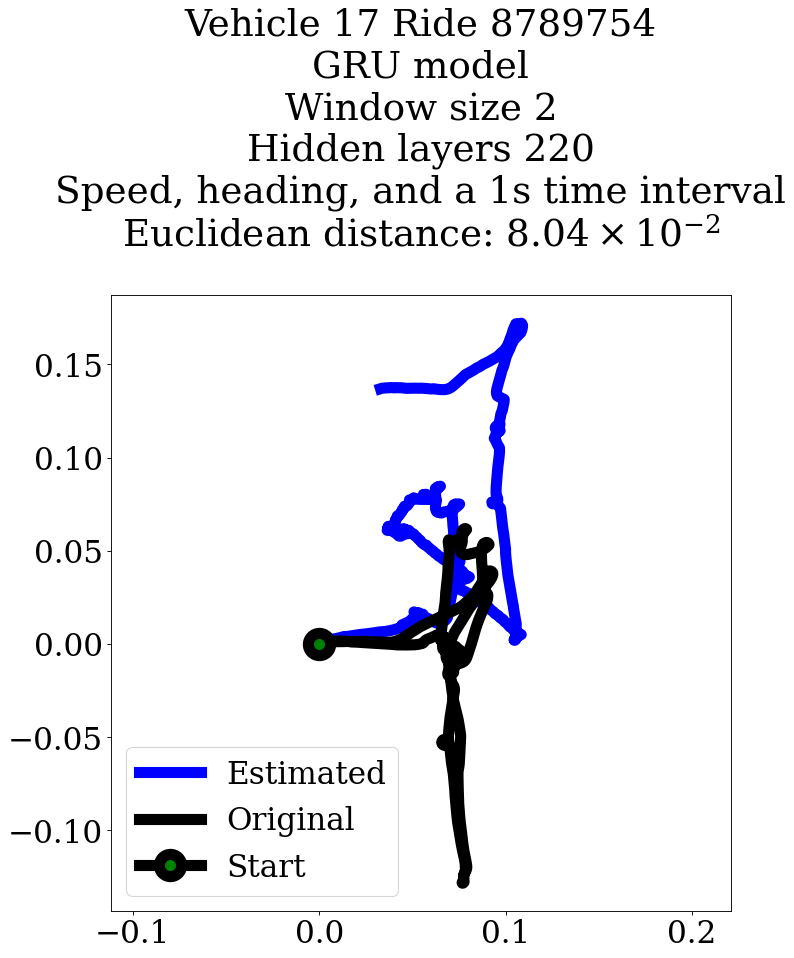 Vehicle 17 Ride 8789754
GRU model
Window size 2
Hidden layers 220
Speed, heading, and a 1s time interval
Euclidean distance: 8.04 × 10⁻²
0.15
0.10
0.05
0.00
−0.05
−0.10
Estimated
Original
Start
−0.1 0.0 0.1 0.2